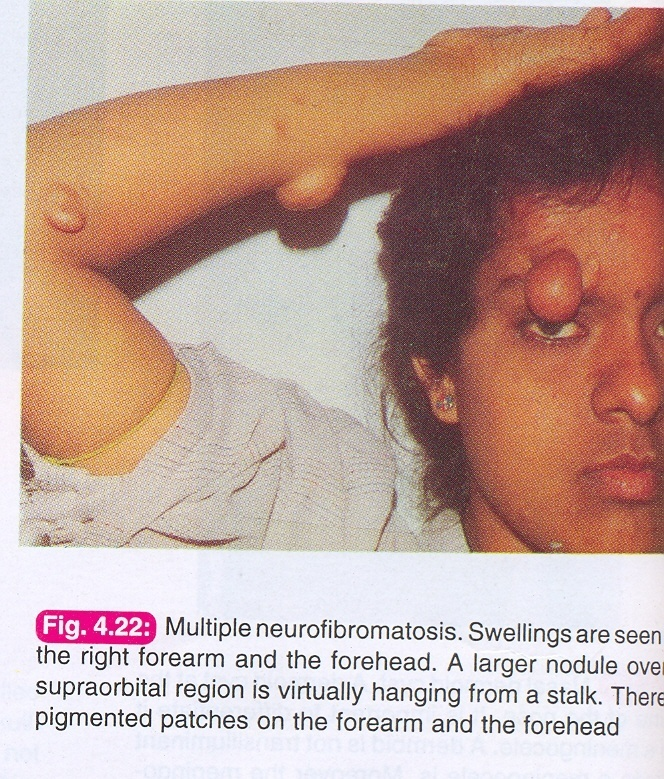 Fig. 4.22: Multiple neurofibromatosis. Swellings are seen
the right forearm and the forehead. A larger nodule over
supraorbital region is virtually hanging from a stalk. There
pigmented patches on the forearm and the forehead